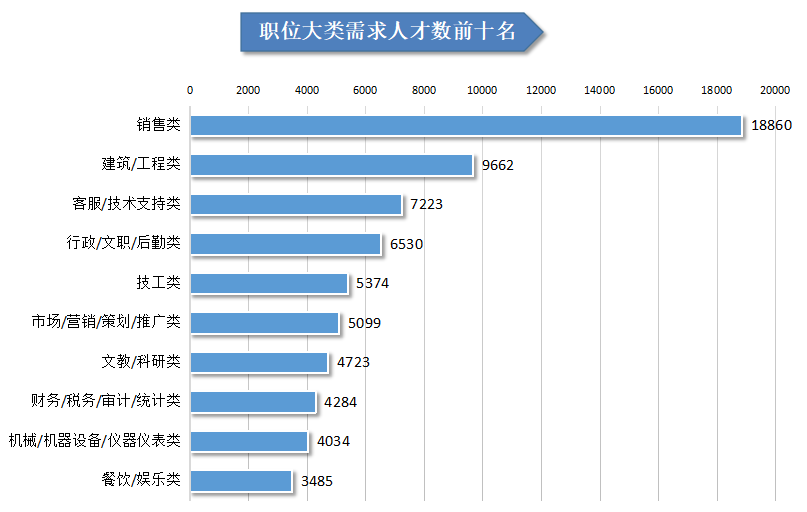 职位大类需求人才数前十名
0 2000 4000 6000 8000 10000 12000 14000 16000 18000 20000
销售类 18860
建筑/工程类 9662
客服/技术支持类 7223
行政/文职/后勤类 6530
技工类 5374
市场/营销/策划/推广类 5099
文教/科研类 4723
财务/税务/审计/统计类 4284
机械/机器设备/仪器仪表类 4034
餐饮/娱乐类 3485